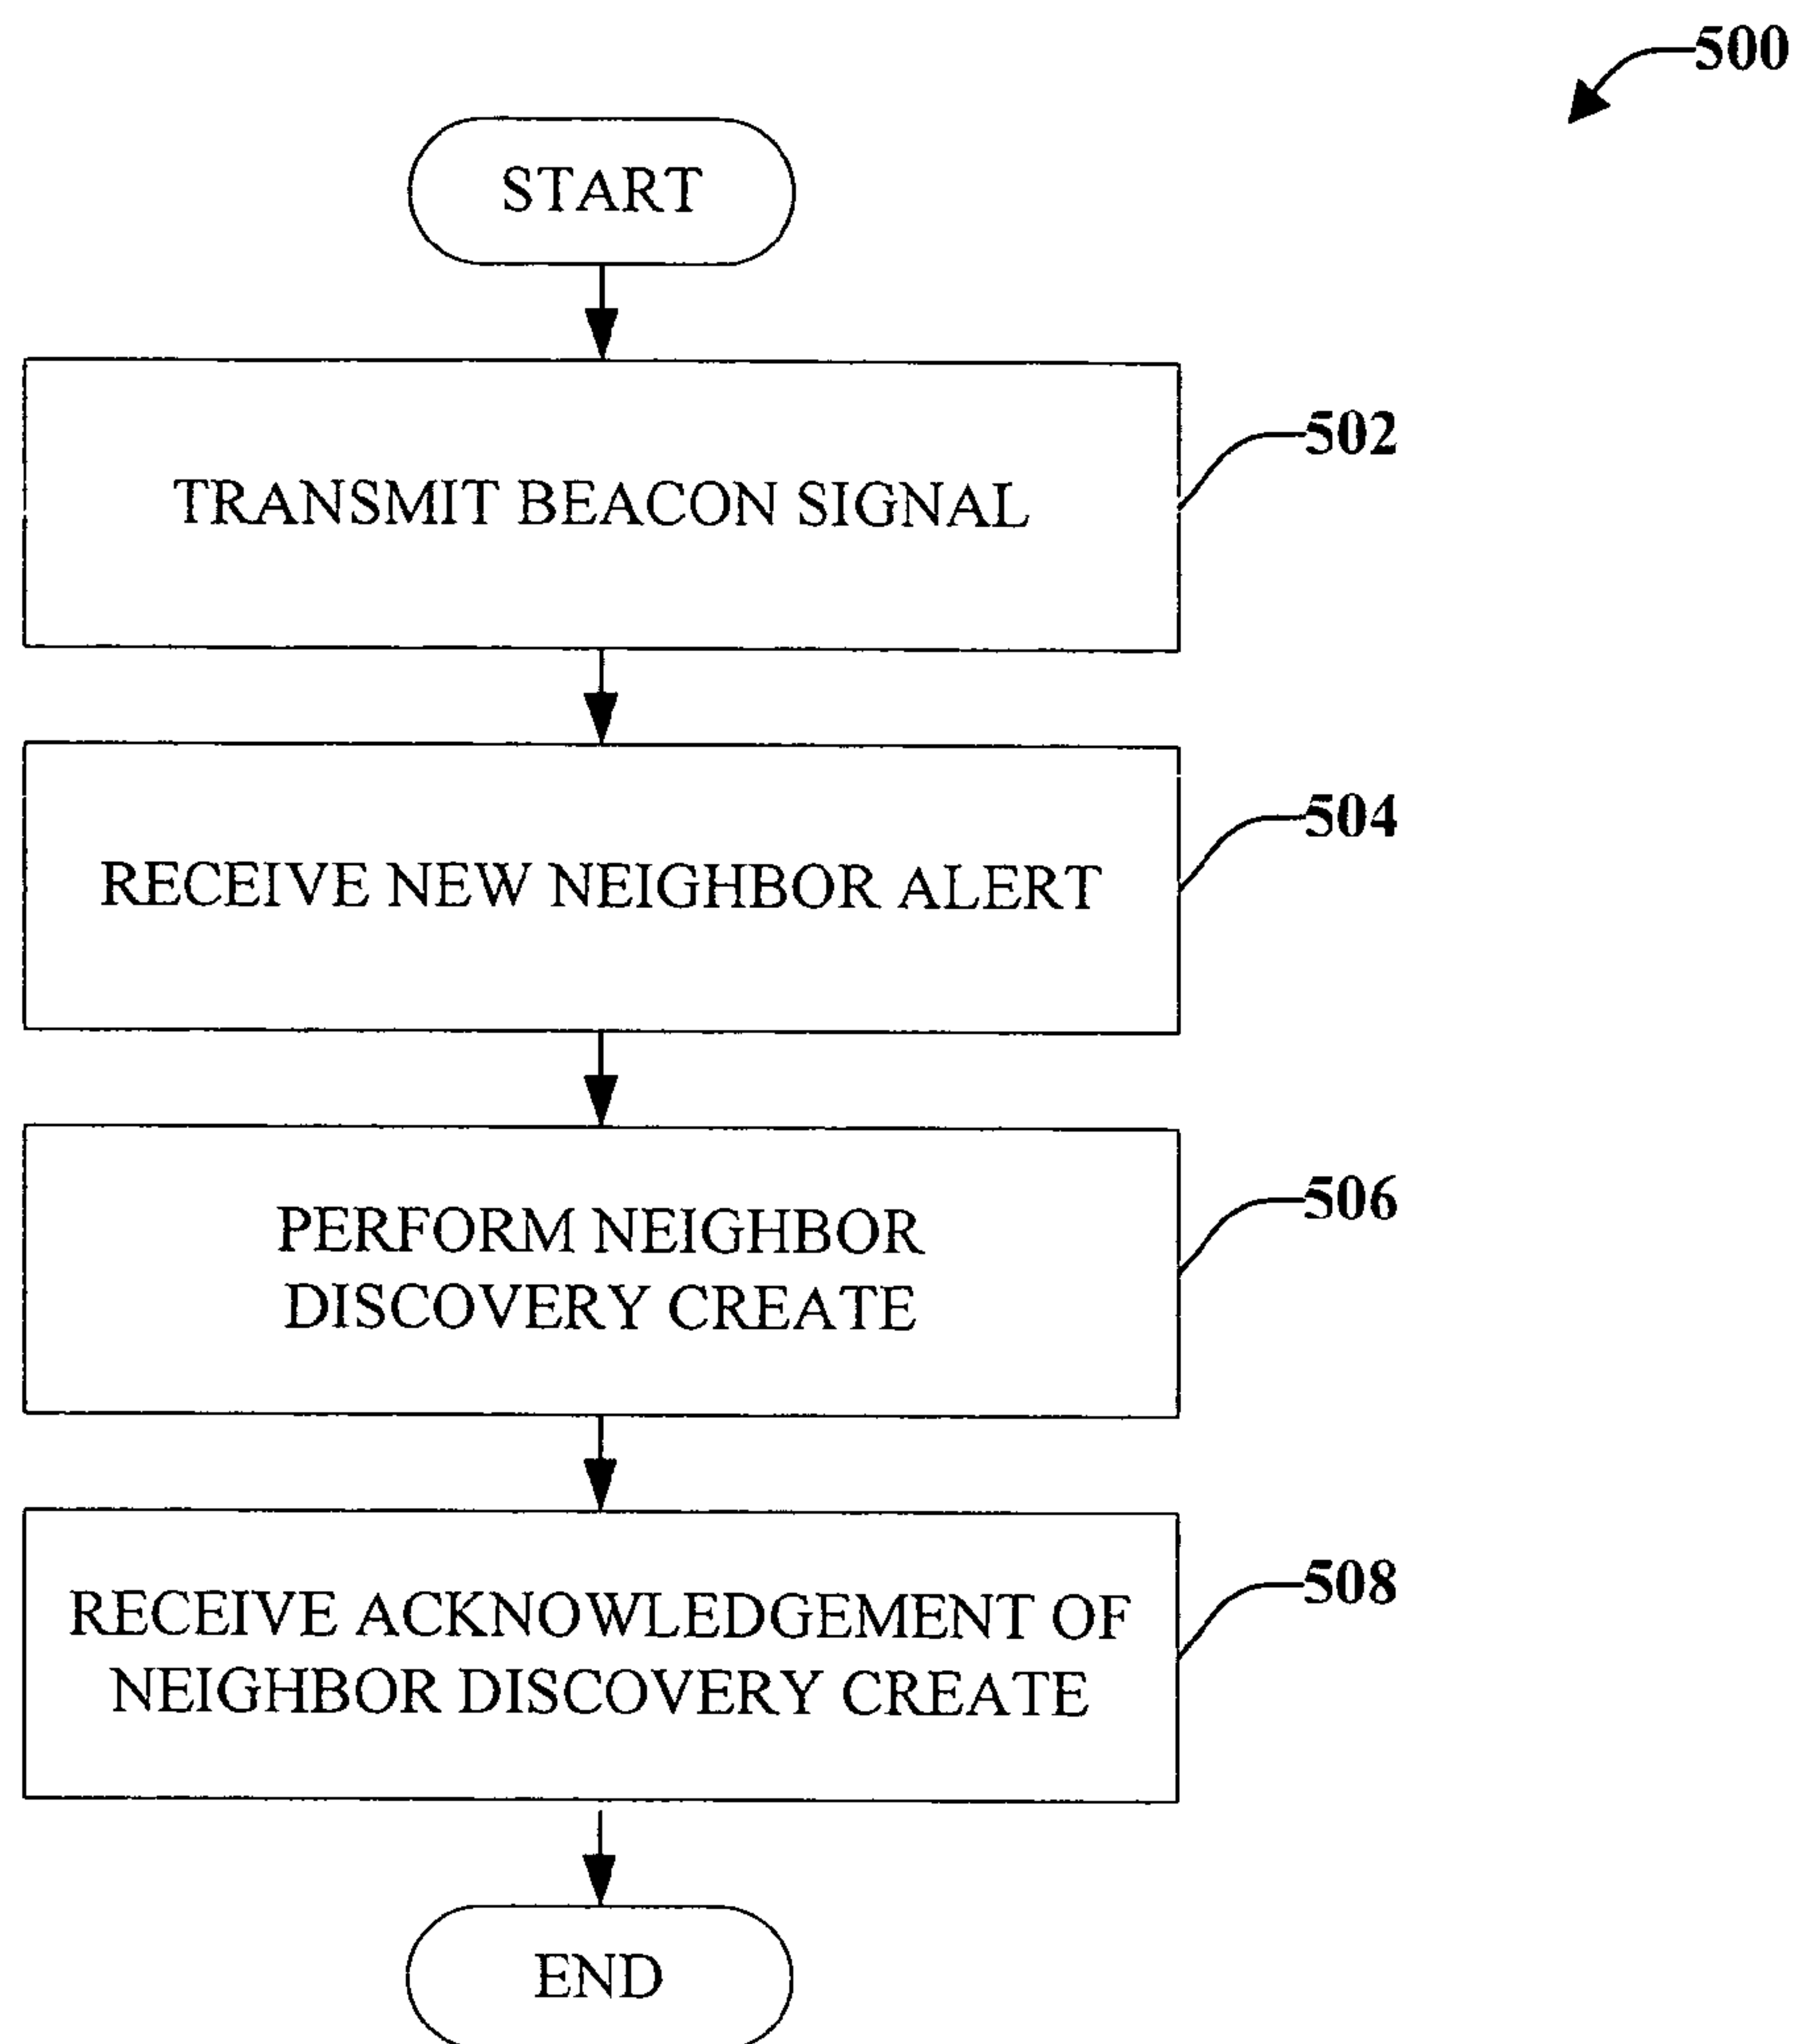 500
START
TRANSMIT BEACON SIGNAL
502
RECEIVE NEW NEIGHBOR ALERT
504
PERFORM NEIGHBOR
DISCOVERY CREATE
506
RECEIVE ACKNOWLEDGEMENT OF
NEIGHBOR DISCOVERY CREATE
508
END